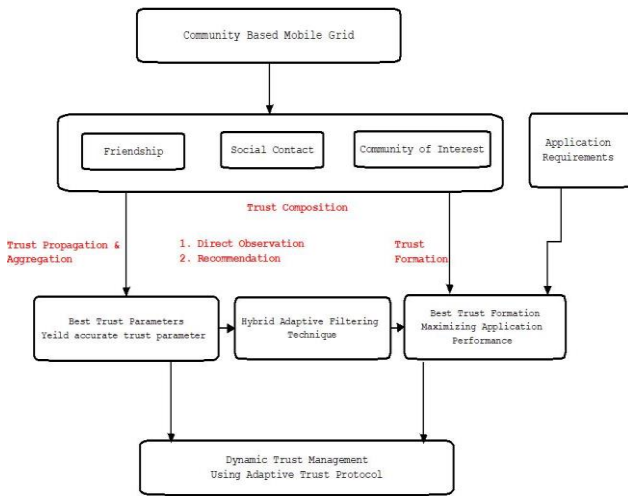 Community Based Mobile Grid
Friendship
Social Contact
Community of Interest
Application
Requirements
Trust Composition
Trust Propagation &
Aggregation
1. Direct Observation
2. Recommendation
Trust
Formation
Best Trust Parameters
Yeild accurate trust parameter
Hybrid Adaptive Filtering
Technique
Best Trust Formation
Maximizing Application
Performance
Dynamic Trust Management
Using Adaptive Trust Protocol